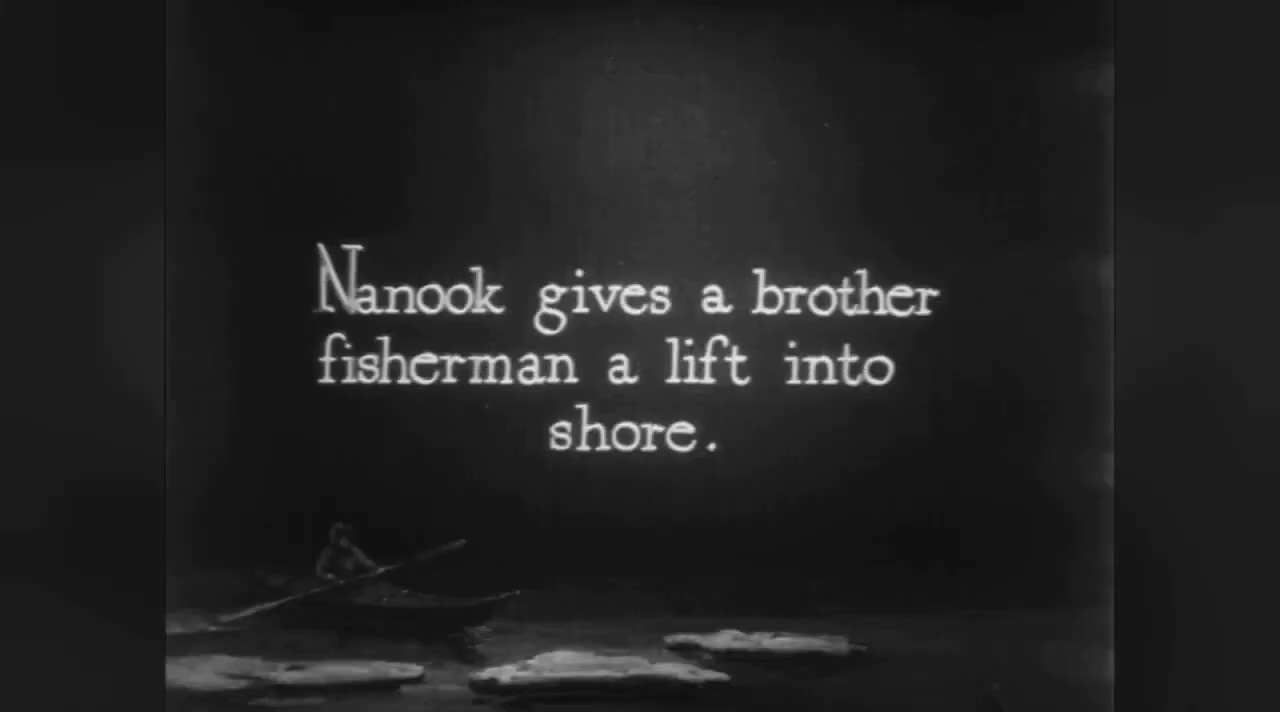 Nanook gives a brother
fisherman a lift into
shore.